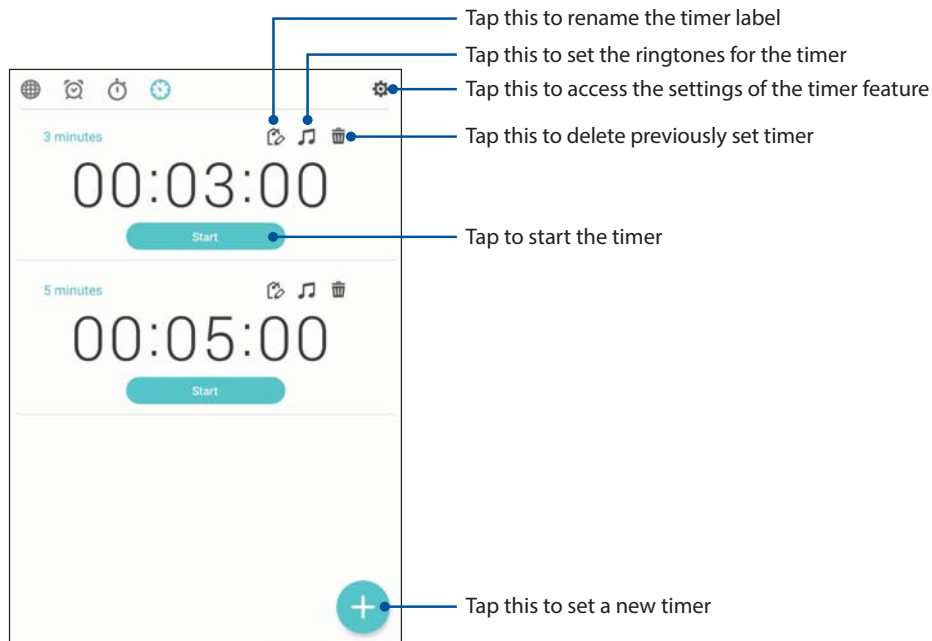 Tap this to rename the timer label
Tap this to set the ringtones for the timer
Tap this to access the settings of the timer feature
3 minutes
Tap this to delete previously set timer
00:03:00
Start
Tap to start the timer
5 minutes
00:05:00
Start
Tap this to set a new timer